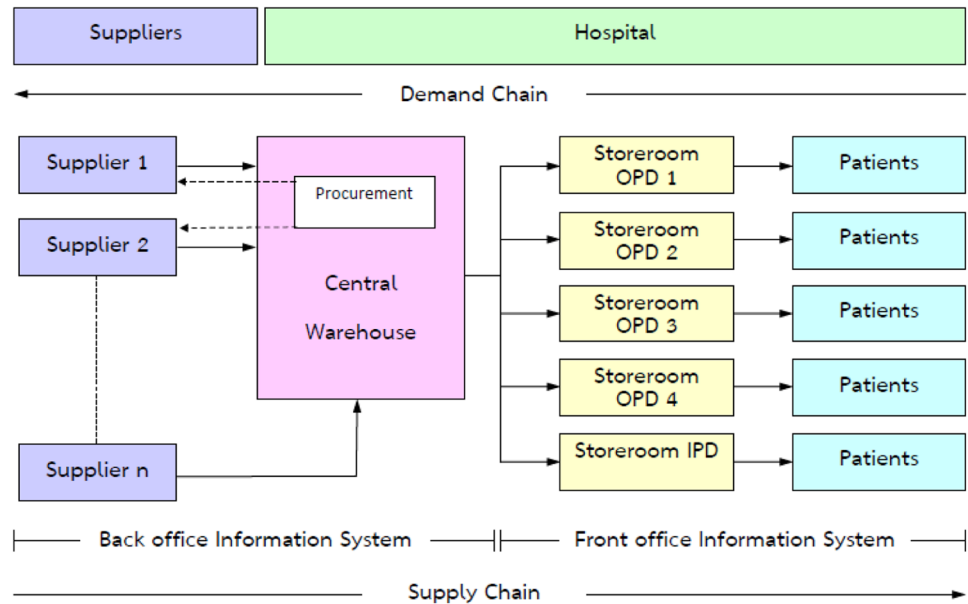 Suppliers
Hospital
Demand Chain
Supplier 1
Supplier 2
Supplier n
Procurement
Central
Warehouse
Storeroom
OPD 1
Patients
Storeroom
OPD 2
Patients
Storeroom
OPD 3
Patients
Storeroom
OPD 4
Patients
Storeroom IPD
Patients
Back office Information System
Front office Information System
Supply Chain